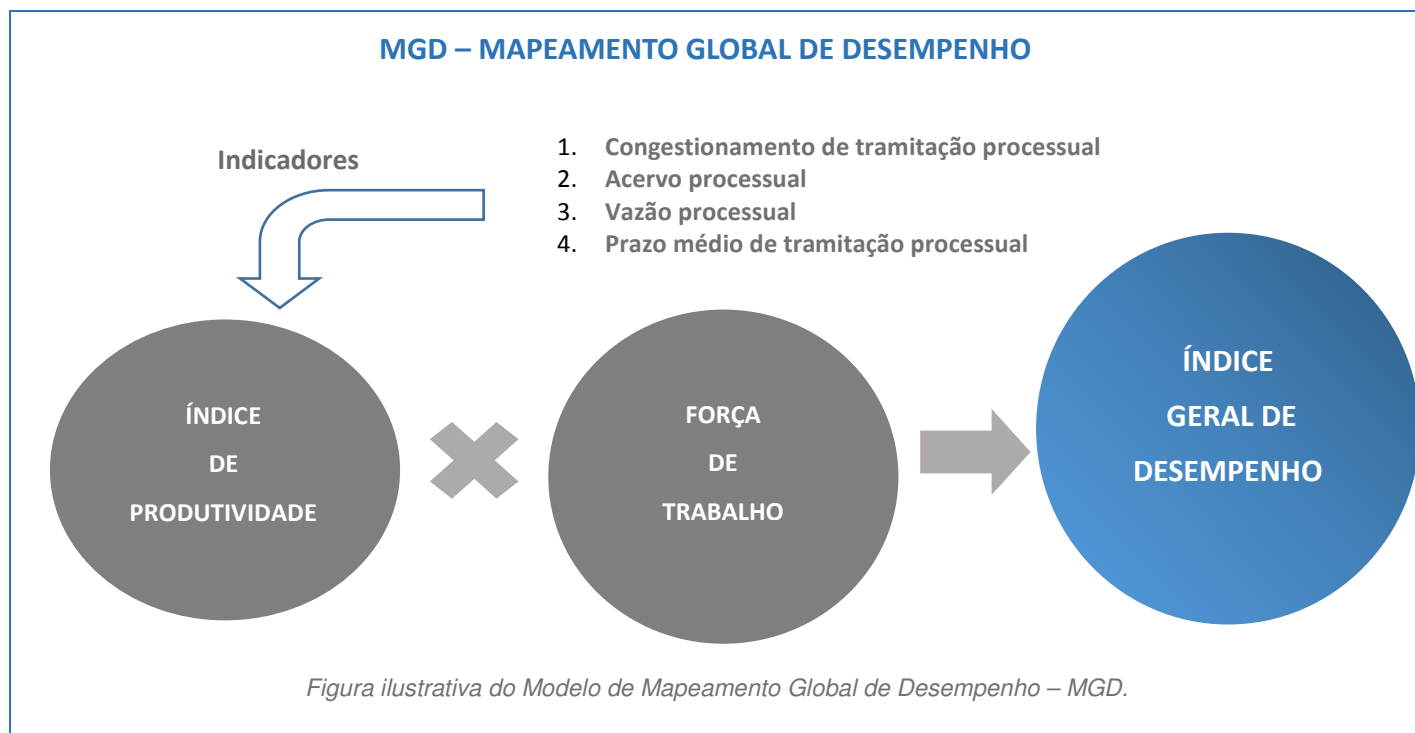 MGD – MAPEAMENTO GLOBAL DE DESEMPENHO
Indicadores
1. Congestionamento de tramitação processual
2. Acervo processual
3. Vazão processual
4. Prazo médio de tramitação processual
ÍNDICE
DE
PRODUTIVIDADE
FORÇA
DE
TRABALHO
ÍNDICE
GERAL DE
DESEMPENHO
Figura ilustrativa do Modelo de Mapeamento Global de Desempenho – MGD.